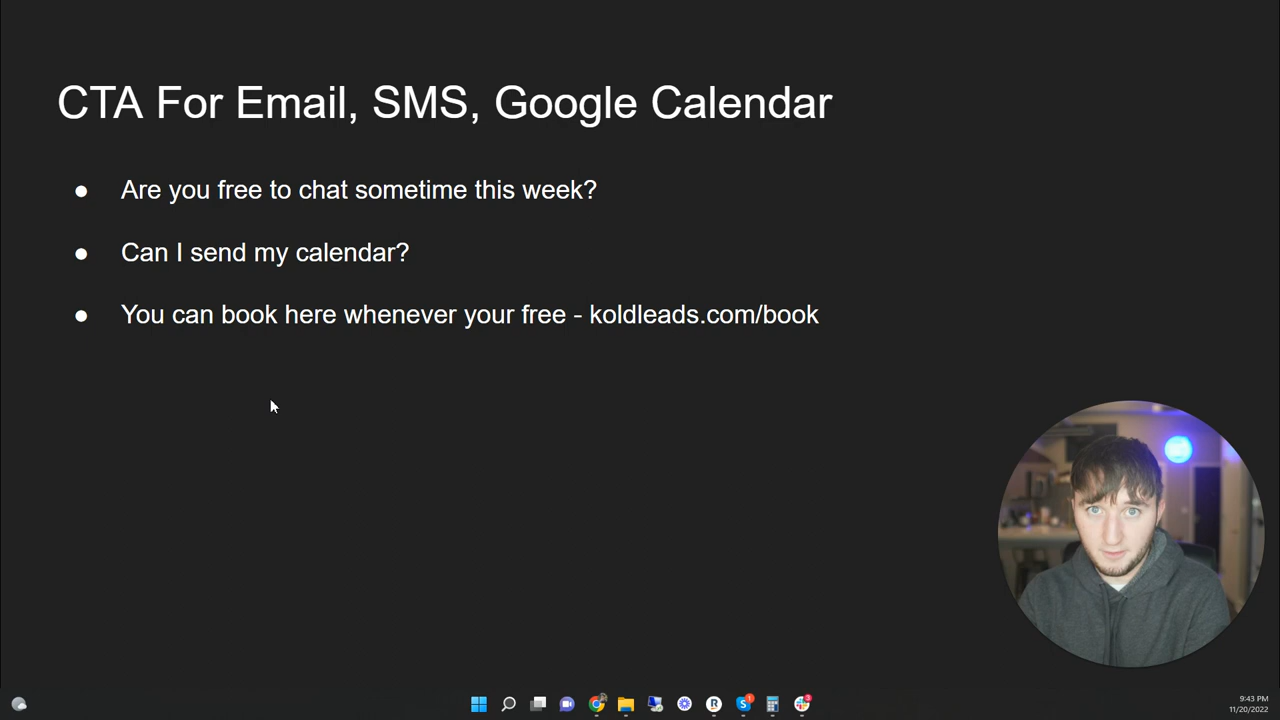 CTA For Email, SMS, Google Calendar
● Are you free to chat sometime this week?
● Can I send my calendar?
● You can book here whenever your free - koldleads.com/book
9:43 PM
11/20/2022